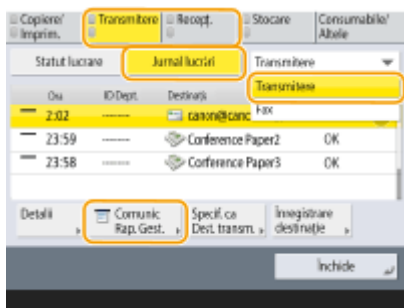 Copiere/
Imprim.
Transmitere
Recepţ.
Stocare
Consumabile/
Altele
Statut lucrare
Jurnal lucrări
Transmitere
Transmitere
Fax
Ora
ID Dept.
Destinaţii
2:02
canon@canc
23:59
Conference Paper2
OK
23:58
Conference Paper3
OK
Detalii
Comunic
Rap. Gest.
Specif. ca
Dest. transm.
Înregistrare
destinaţie
Închide